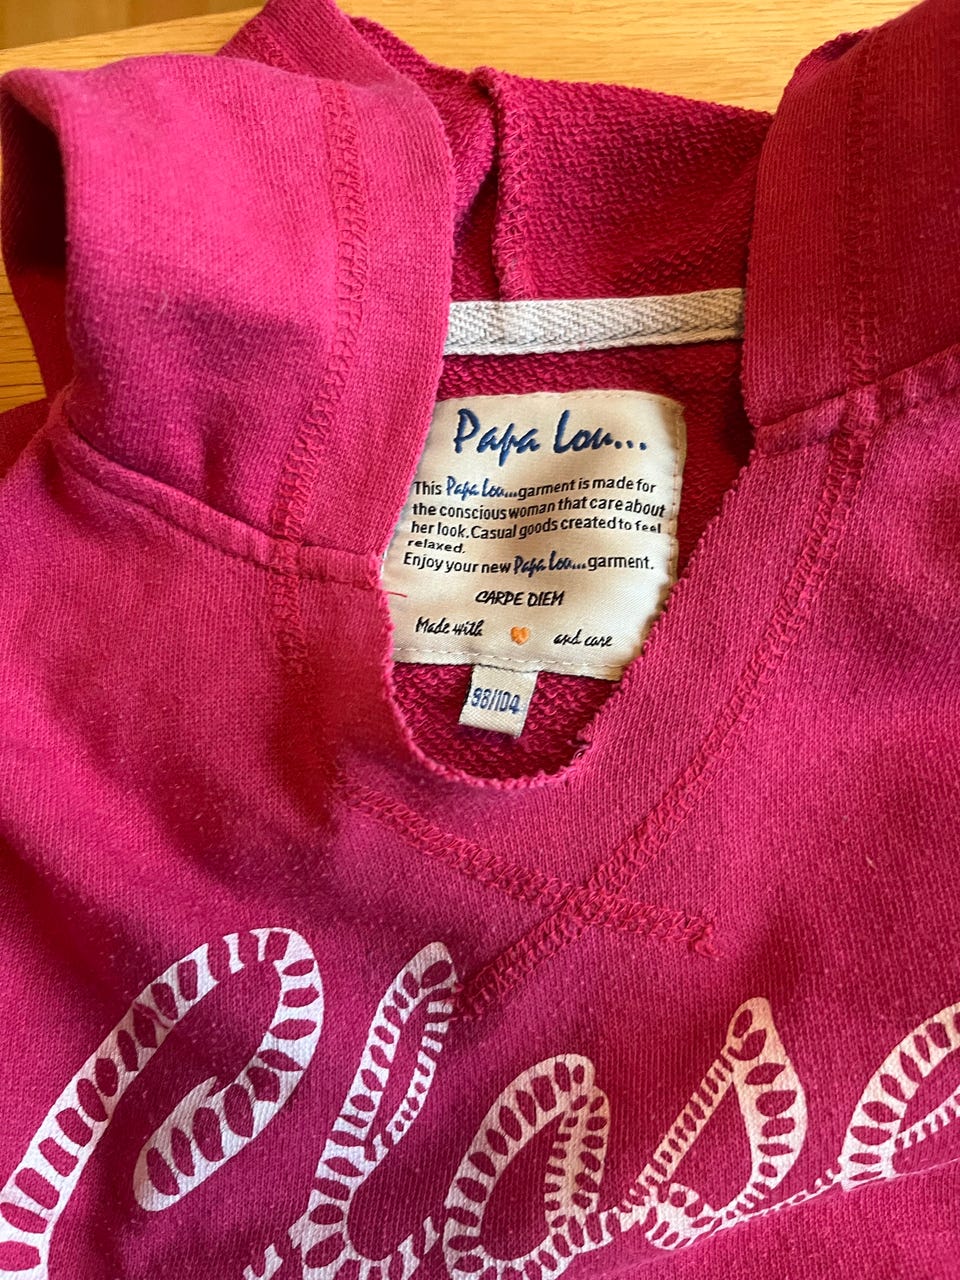 Papa Lou...
This Papa Lou...garment is made for
the conscious woman that care about
her look. Casual goods created to feel
relaxed.
Enjoy your new Papa Lou...garment.
CARPE DIEM
Made with and care
98/104